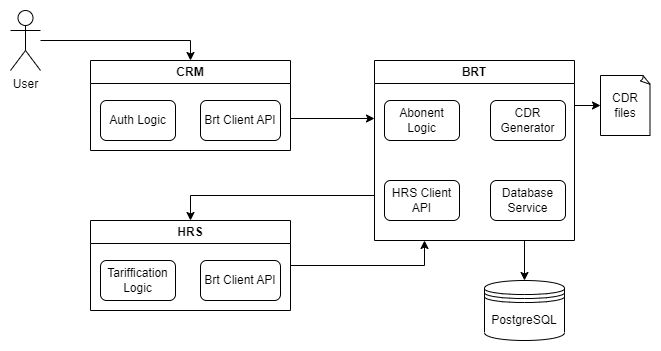 User
CRM
Auth Logic
Brt Client API
BRT
Abonent
Logic
CDR
Generator
HRS Client
API
Database
Service
CDR
files
HRS
Tariffication
Logic
Brt Client API
PostgreSQL